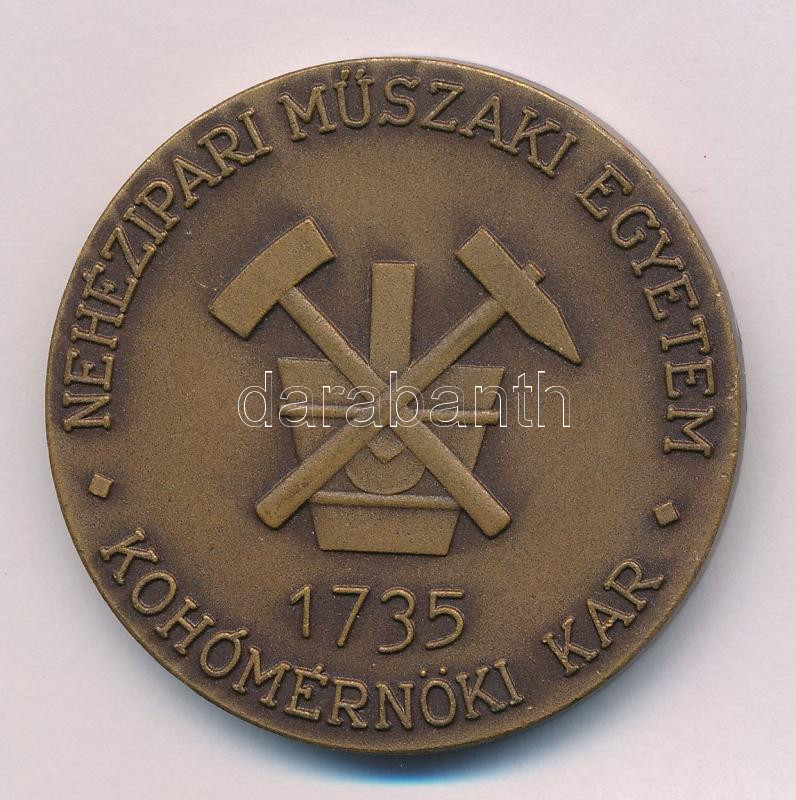 NEHÉZIPARI MŰSZAKI EGYETEM
darabanth
1735
KOHÓMÉRNÖKI KAR